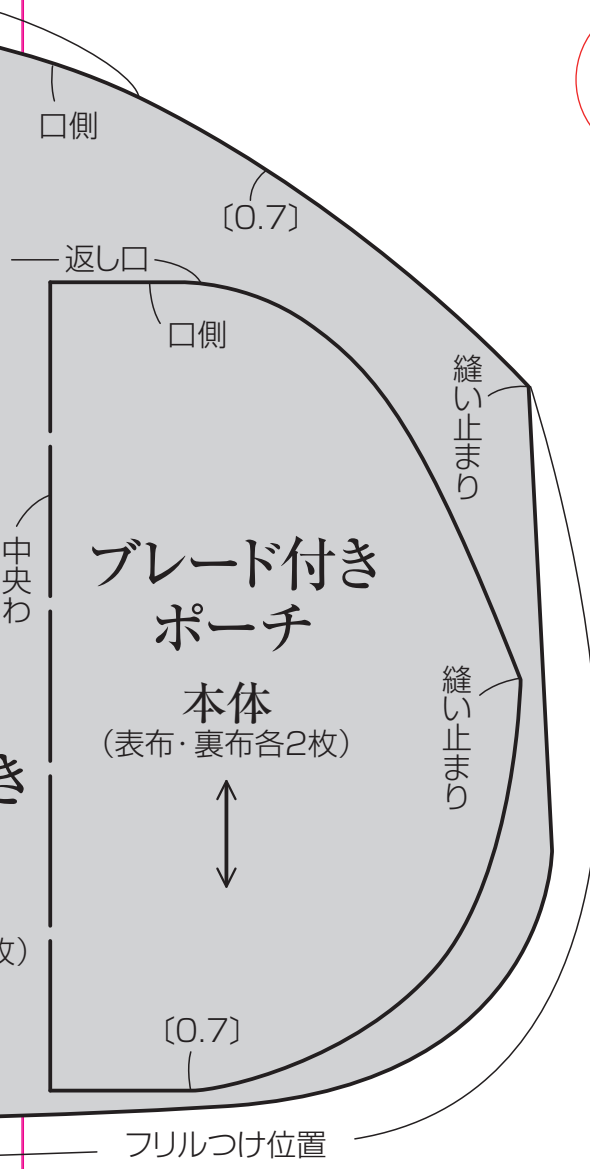 口側
〔0.7〕
返し口
口側
縫い止まり
中央わ
ブレード付き
ポーチ
本体
（表布・裏布各2枚）
縫い止まり
き
枚）
〔0.7〕
フリルつけ位置